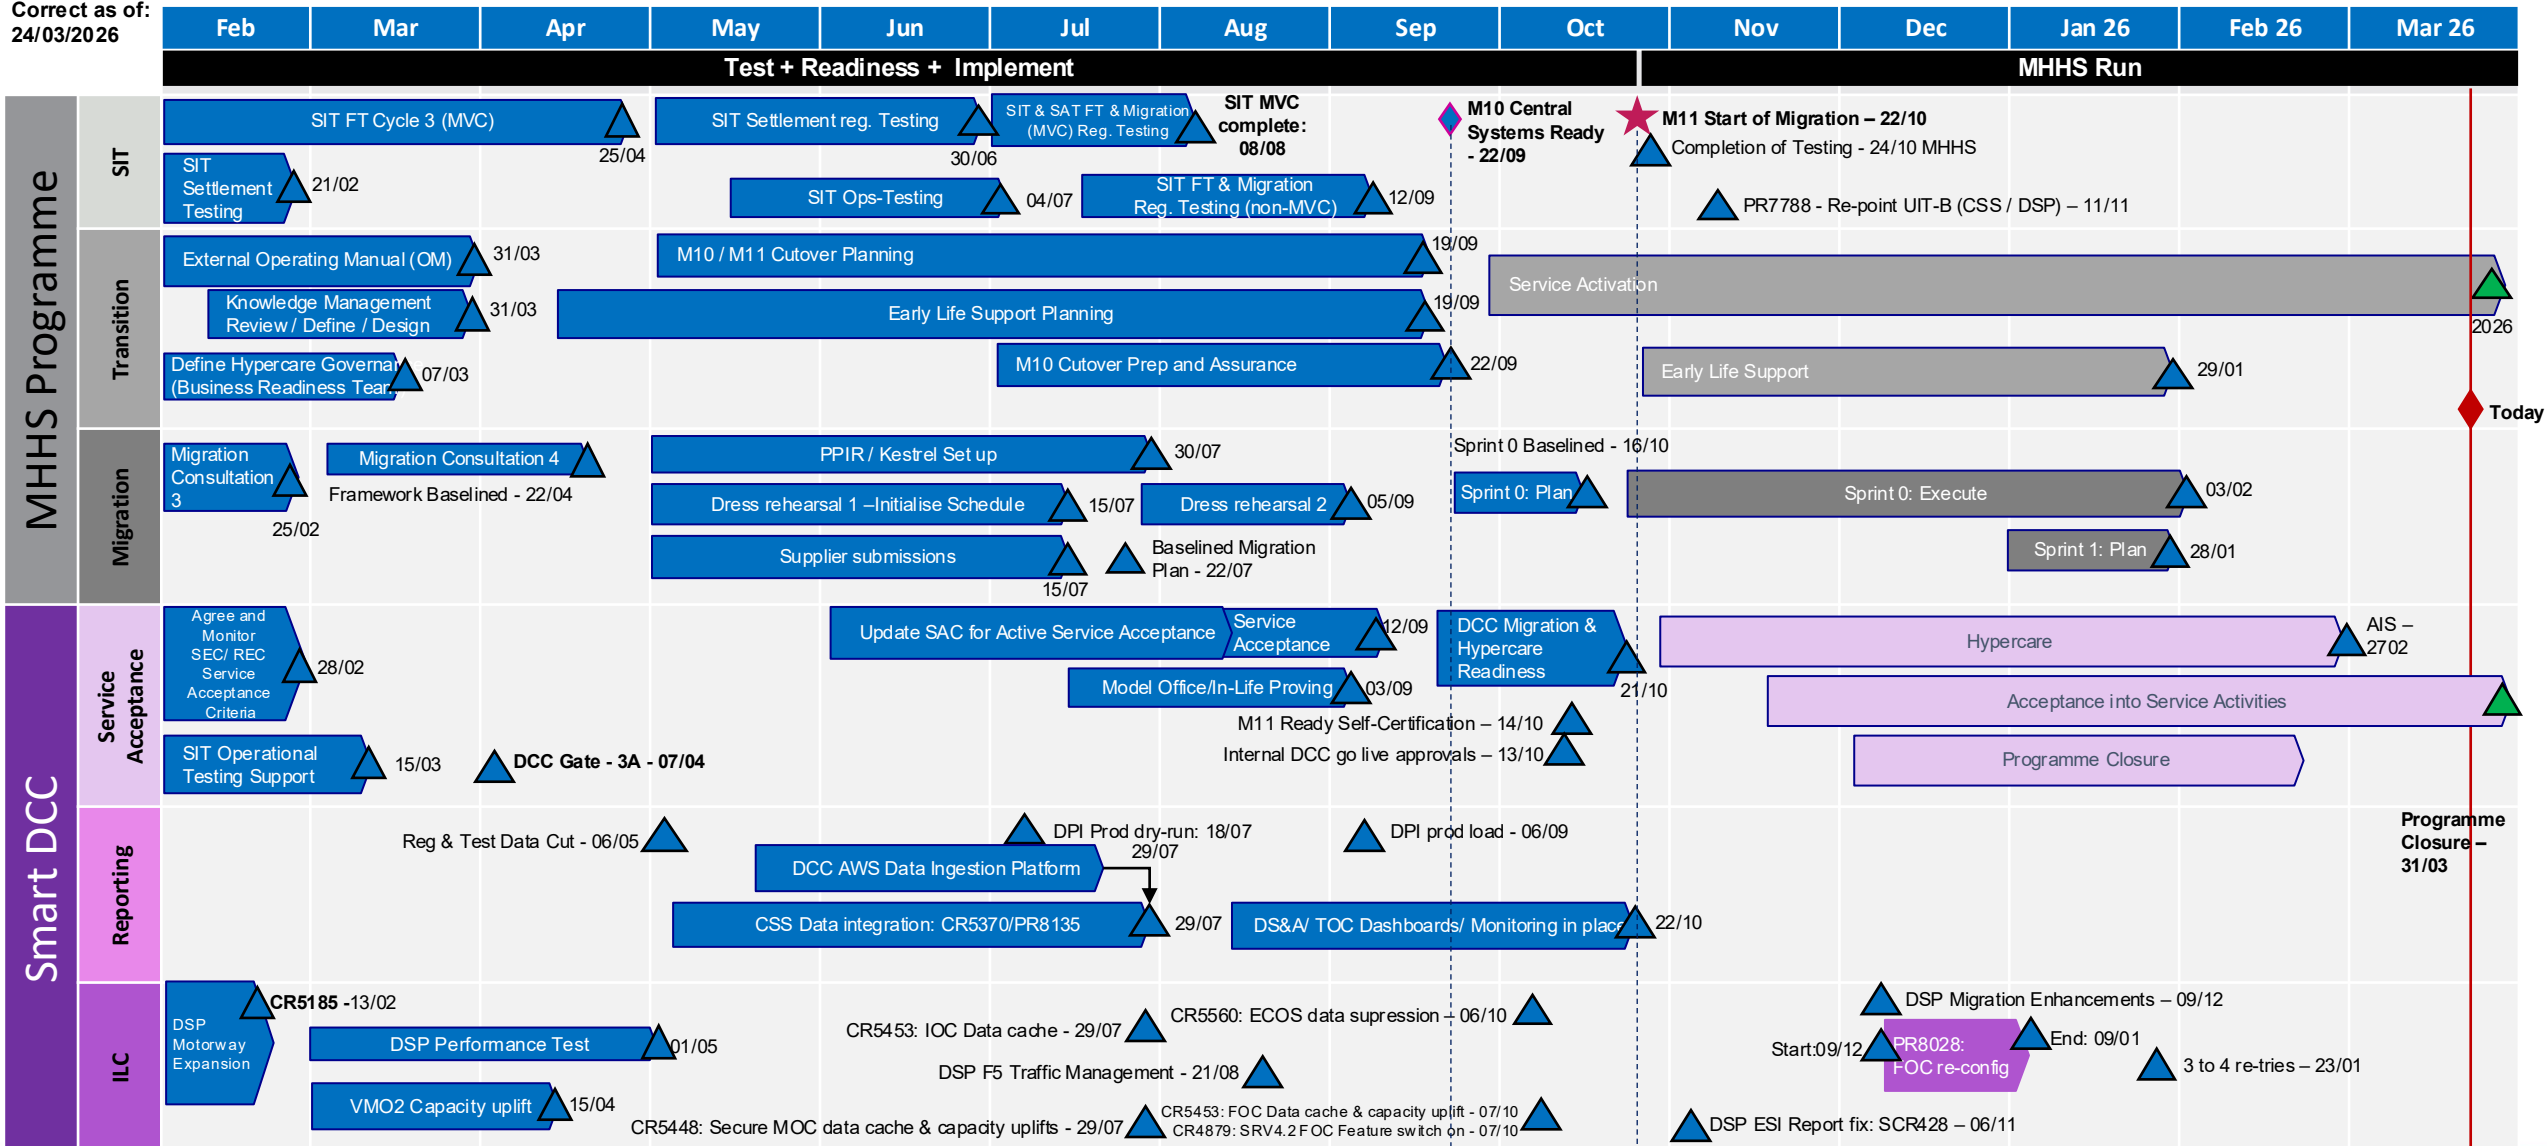 Correct as of:
24/03/2026
Feb
Mar
Apr
May
Jun
Jul
Aug
Sep
Oct
Nov
Dec
Jan 26
Feb 26
Mar 26
Test + Readiness + Implement
MHHS Run
MHHS Programme
SIT
SIT FT Cycle 3 (MVC)
25/04
SIT Settlement reg. Testing
30/06
SIT & SAT FT & Migration
(MVC) Reg. Testing
SIT MVC
complete:
08/08
M10 Central
Systems Ready
- 22/09
M11 Start of Migration – 22/10
Completion of Testing - 24/10 MHHS
SIT
Settlement
Testing
21/02
SIT Ops-Testing
04/07
SIT FT & Migration
Reg. Testing (non-MVC)
12/09
PR7788 - Re-point UIT-B (CSS / DSP) – 11/11
Transition
External Operating Manual (OM)
31/03
M10 / M11 Cutover Planning
19/09
Service Activation
2026
Knowledge Management
Review / Define / Design
31/03
Early Life Support Planning
19/09
Define Hypercare Governan
(Business Readiness Team
07/03
M10 Cutover Prep and Assurance
22/09
Early Life Support
29/01
Today
Migration
Migration
Consultation
3
25/02
Migration Consultation 4
Framework Baselined - 22/04
PPIR / Kestrel Set up
30/07
Sprint 0 Baselined - 16/10
Dress rehearsal 1 –Initialise Schedule
15/07
Dress rehearsal 2
05/09
Sprint 0: Plan
Sprint 0: Execute
03/02
Supplier submissions
15/07
Baselined Migration
Plan - 22/07
Sprint 1: Plan
28/01
Smart DCC
Service
Acceptance
Agree and
Monitor
SEC/ REC
Service
Acceptance
Criteria
28/02
Update SAC for Active Service Acceptance
Service
Acceptance
12/09
DCC Migration &
Hypercare
Readiness
21/10
Hypercare
AIS –
2702
Model Office/In-Life Proving
03/09
Acceptance into Service Activities
M11 Ready Self-Certification – 14/10
Internal DCC go live approvals – 13/10
SIT Operational
Testing Support
15/03
DCC Gate - 3A - 07/04
Programme Closure
Reporting
Reg & Test Data Cut - 06/05
DPI Prod dry-run: 18/07
DPI prod load - 06/09
Programme
Closure –
31/03
DCC AWS Data Ingestion Platform
29/07
CSS Data integration: CR5370/PR8135
29/07
DS&A/ TOC Dashboards/ Monitoring in place
22/10
ILC
DSP
Motorway
Expansion
CR5185 -13/02
DSP Performance Test
01/05
VMO2 Capacity uplift
15/04
CR5453: IOC Data cache - 29/07
CR5560: ECOS data supression – 06/10
DSP F5 Traffic Management - 21/08
CR5448: Secure MOC data cache & capacity uplifts - 29/07
CR5453: FOC Data cache & capacity uplift - 07/10
CR4879: SRV4.2 FOC Feature switch on - 07/10
DSP Migration Enhancements – 09/12
Start:09/12
PR8028:
FOC re-config
End: 09/01
3 to 4 re-tries – 23/01
DSP ESI Report fix: SCR428 – 06/11